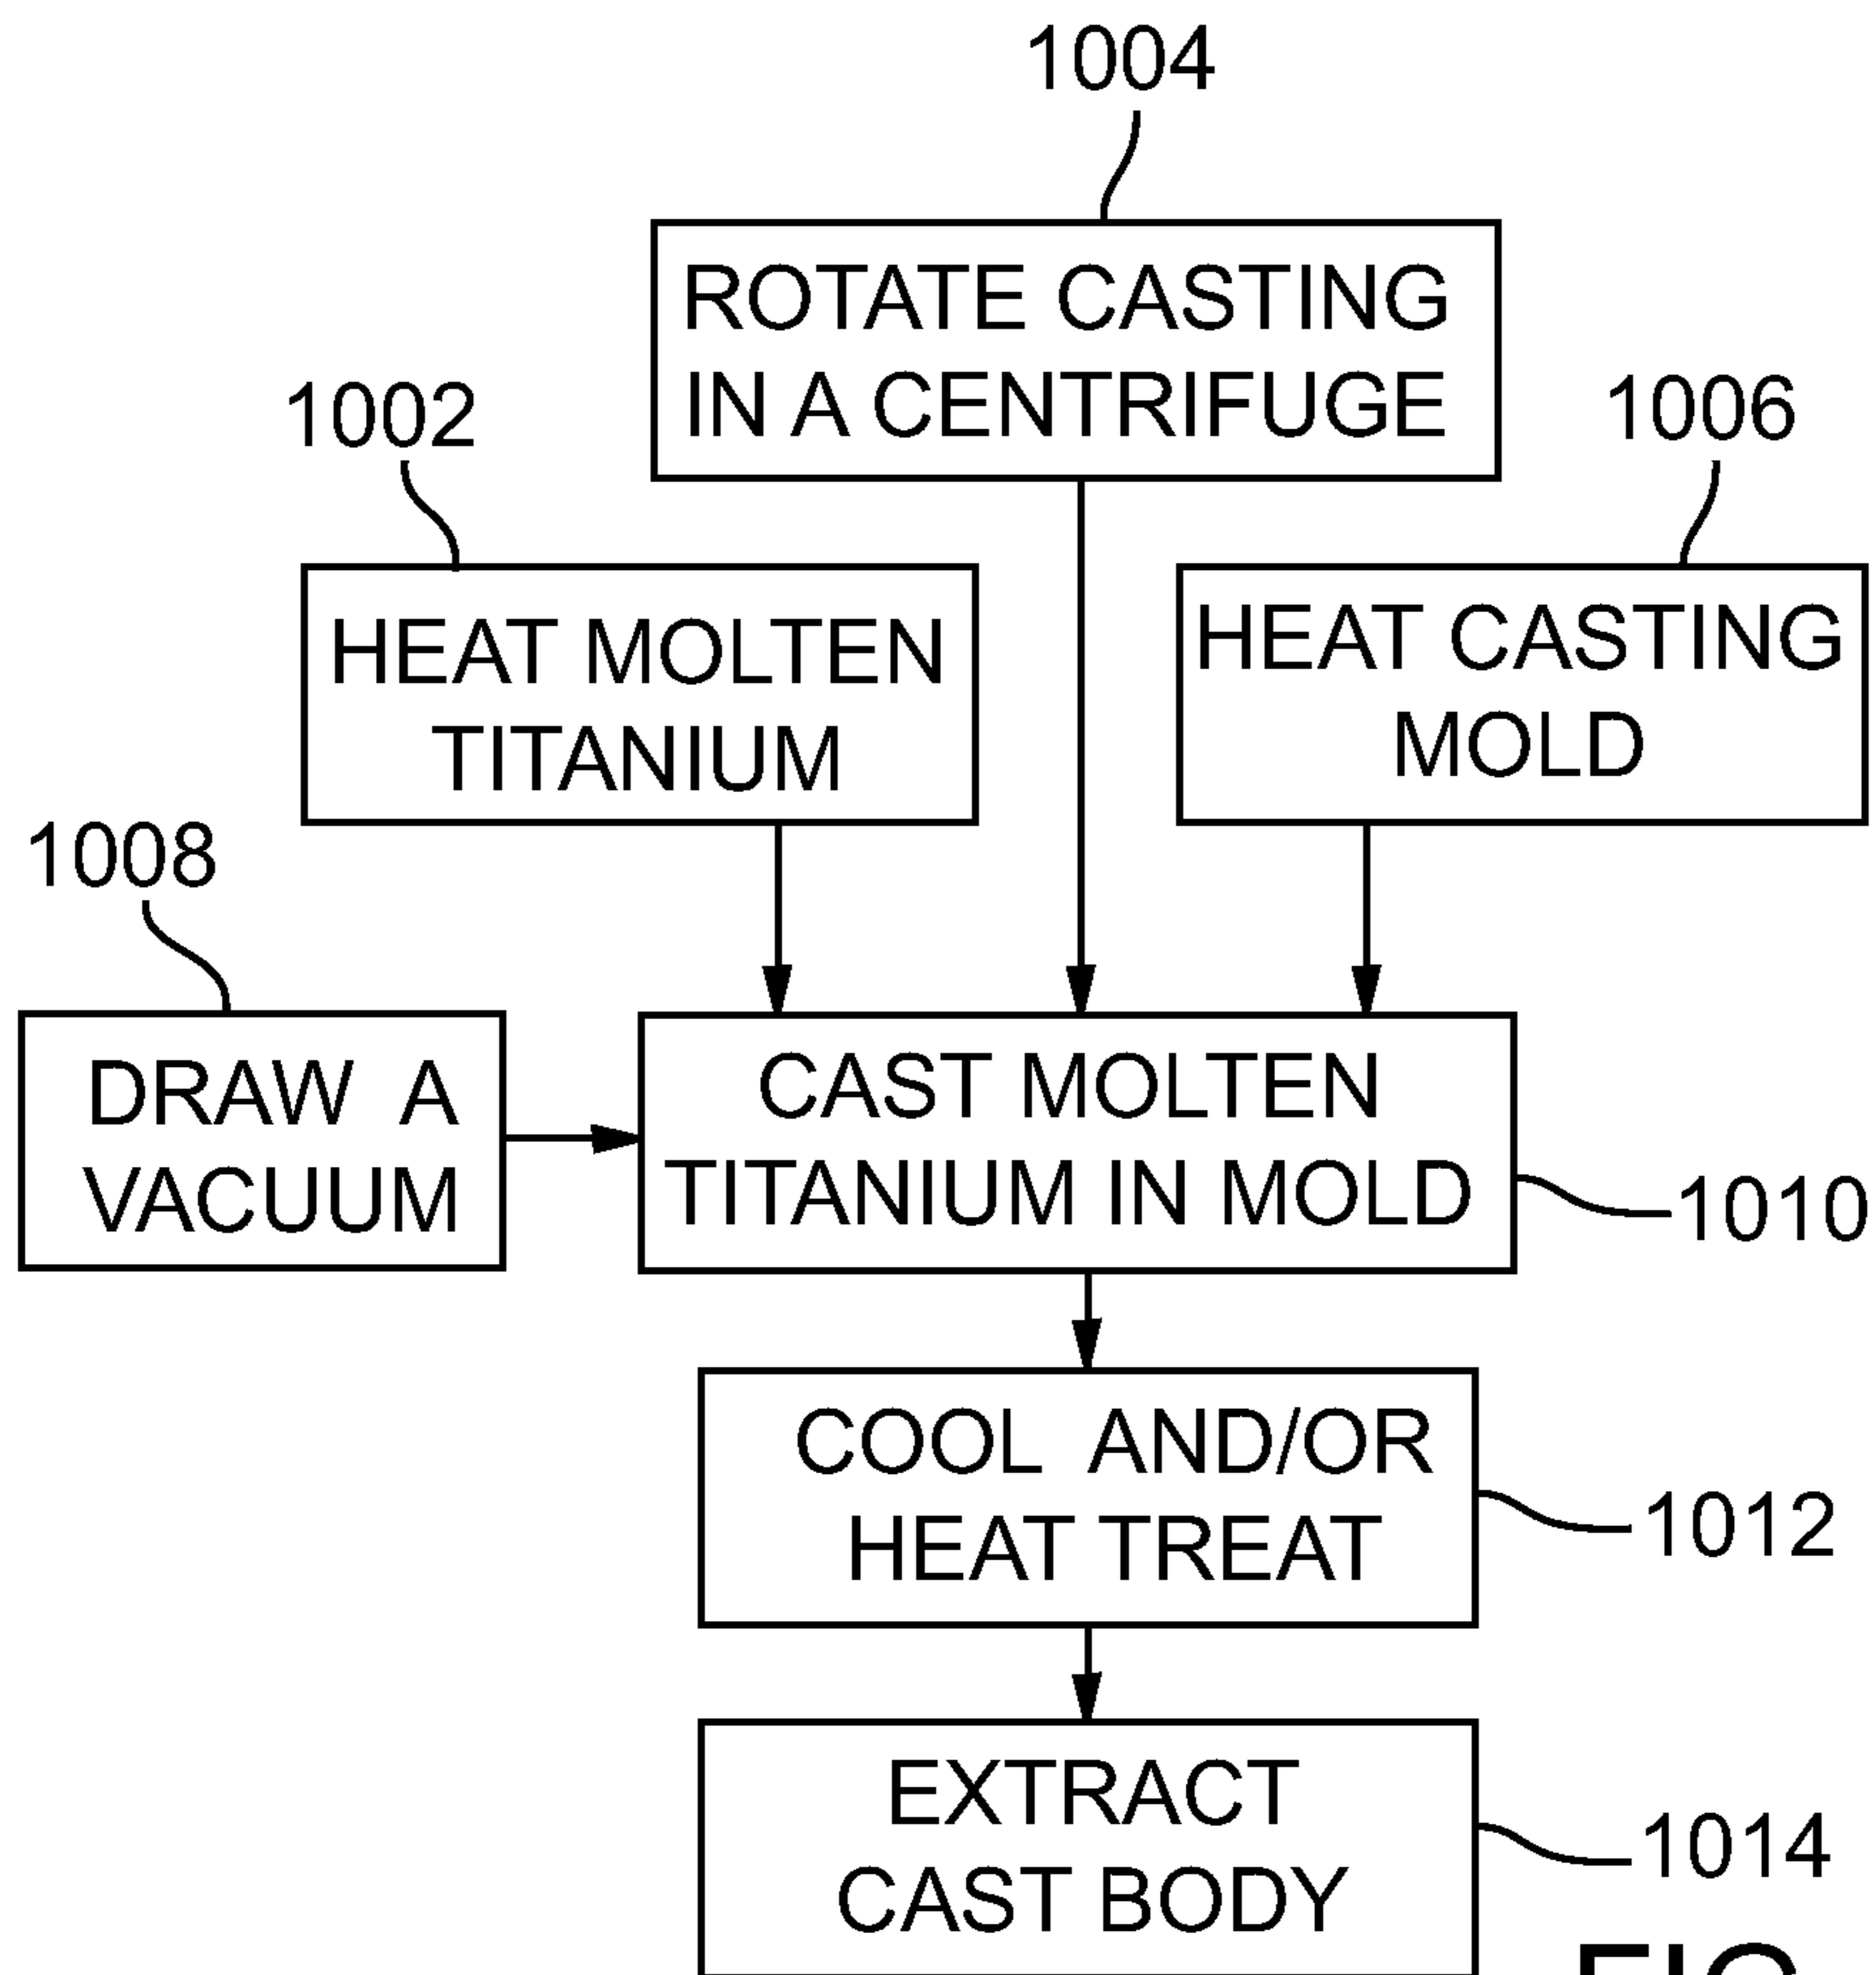 1004
ROTATE CASTING
IN A CENTRIFUGE
1002
1006
HEAT MOLTEN
TITANIUM
HEAT CASTING
MOLD
1008
DRAW A
VACUUM
CAST MOLTEN
TITANIUM IN MOLD
1010
COOL AND/OR
HEAT TREAT
1012
EXTRACT
CAST BODY
1014